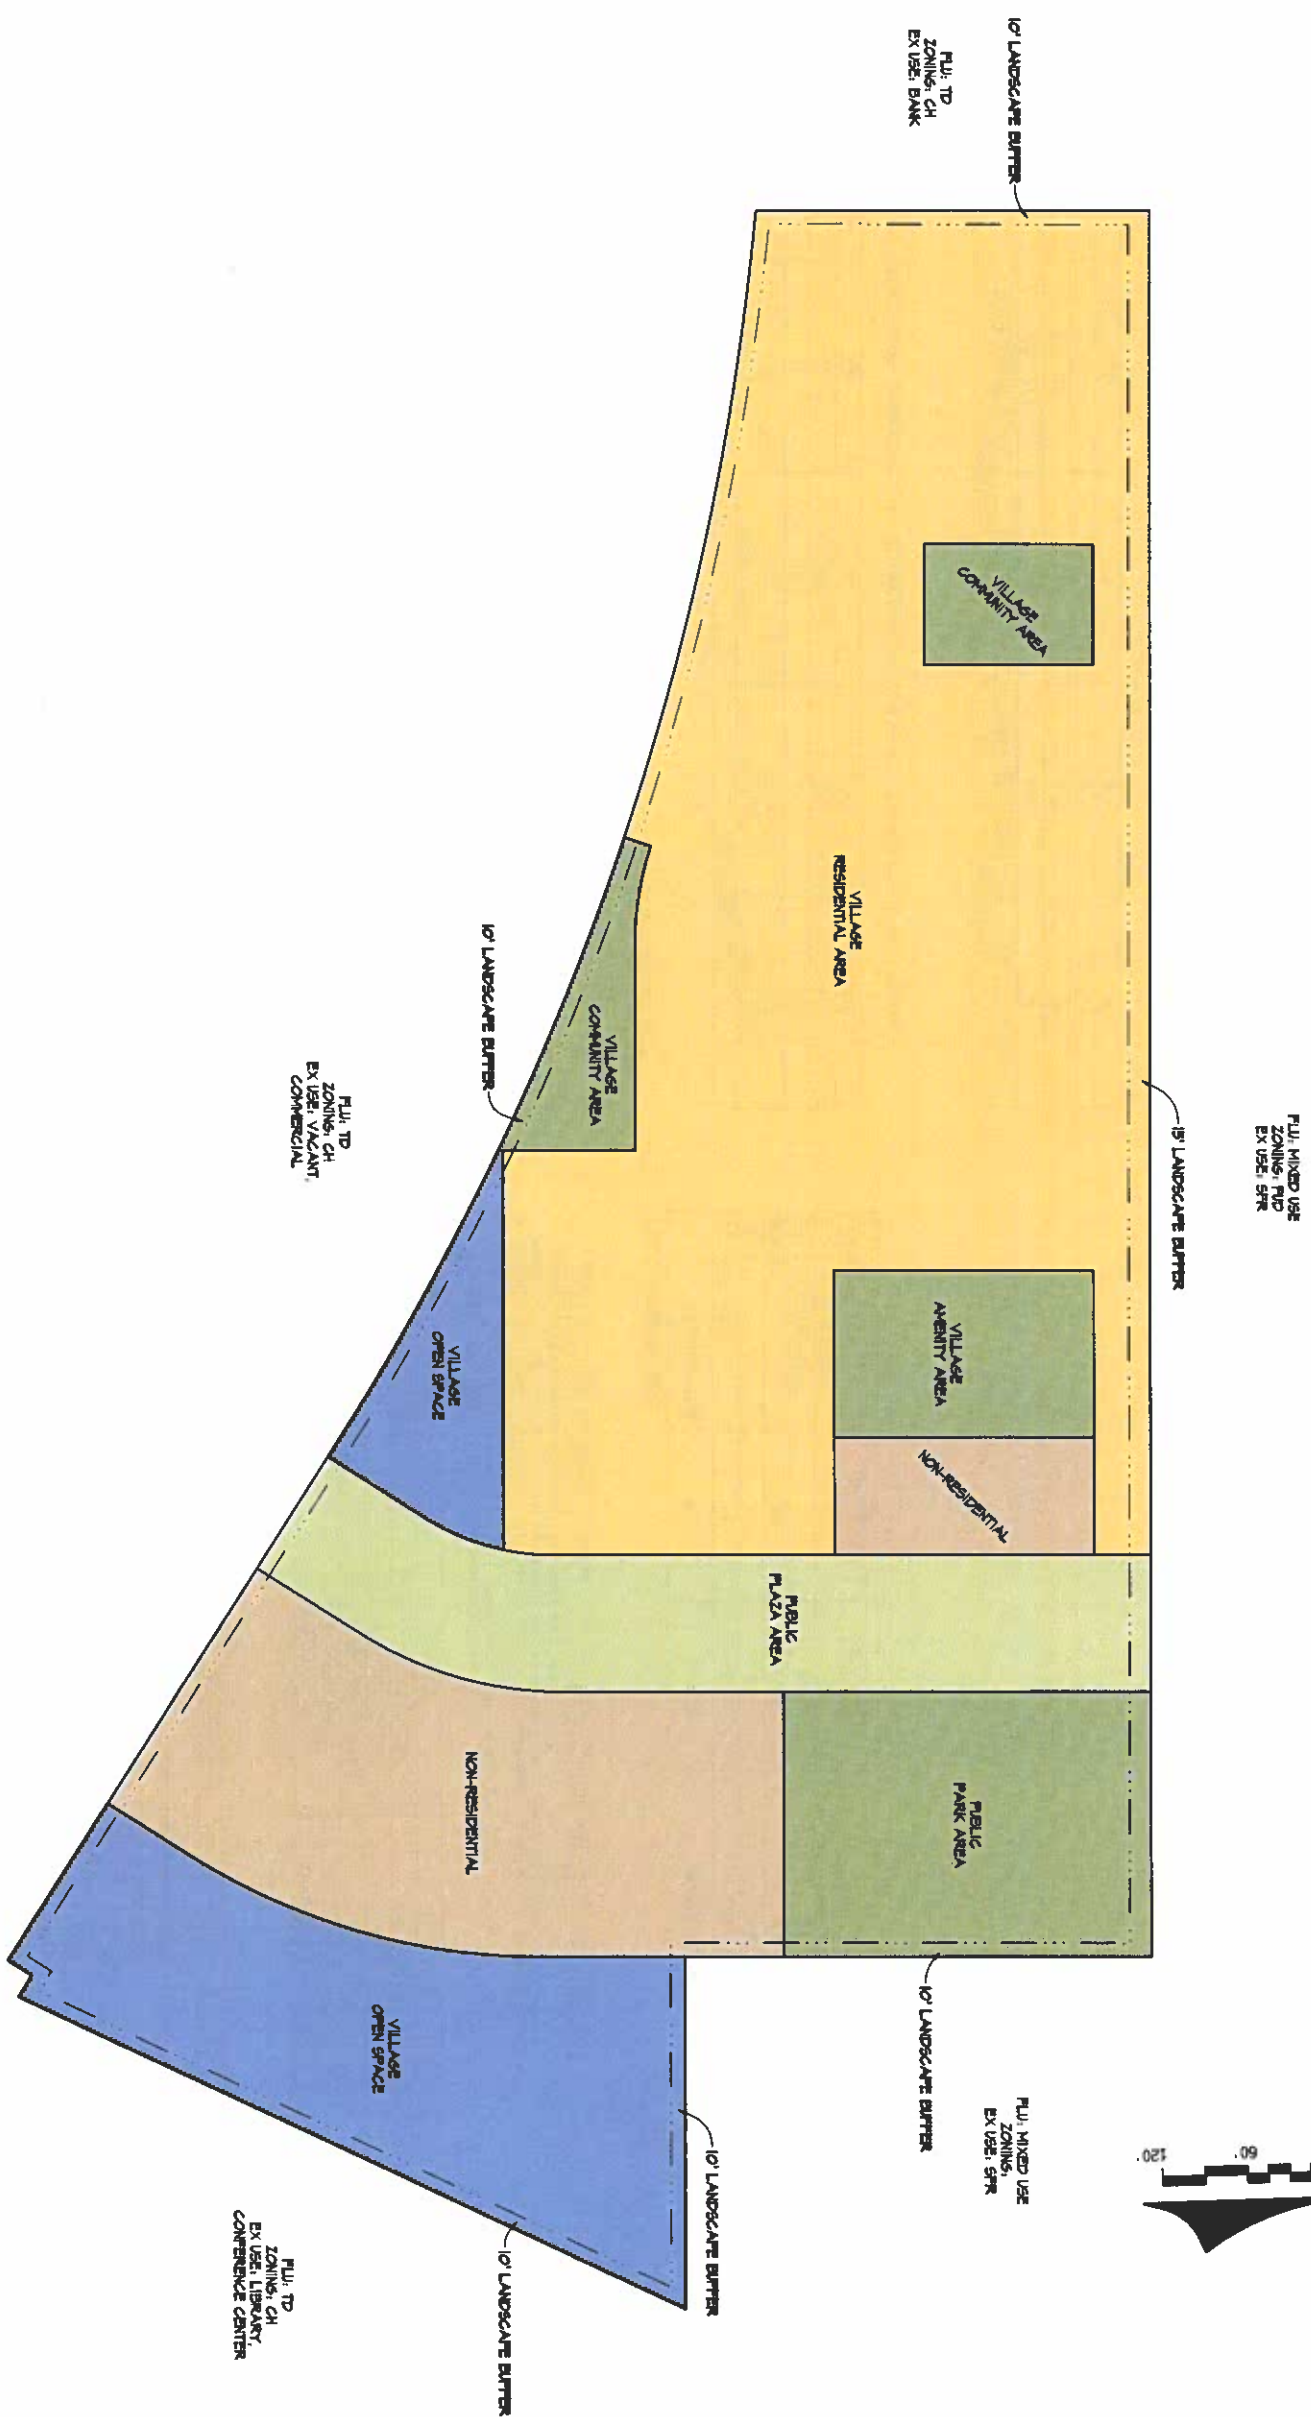 10' LANDSCAPE BUFFER
FLU: TD
ZONING: CH
EX USE: BANK
FLU: MIXED USE
ZONING: PUD
EX USE: SFR
15' LANDSCAPE BUFFER
VILLAGE
COMMUNITY AREA
VILLAGE
RESIDENTIAL AREA
VILLAGE
COMMUNITY AREA
10' LANDSCAPE BUFFER
FLU: TD
ZONING: CH
EX USE: VACANT,
COMMERCIAL
VILLAGE
AMENITY AREA
NON-RESIDENTIAL
VILLAGE
OPEN SPACE
PUBLIC
PLAZA AREA
PUBLIC
PARK AREA
NON-RESIDENTIAL
10' LANDSCAPE BUFFER
FLU: MIXED USE
ZONING:
EX USE: SFR
VILLAGE
OPEN SPACE
10' LANDSCAPE BUFFER
10' LANDSCAPE BUFFER
FLU: TD
ZONING: CH
EX USE: LIBRARY,
CONFERENCE CENTER
60'
120'